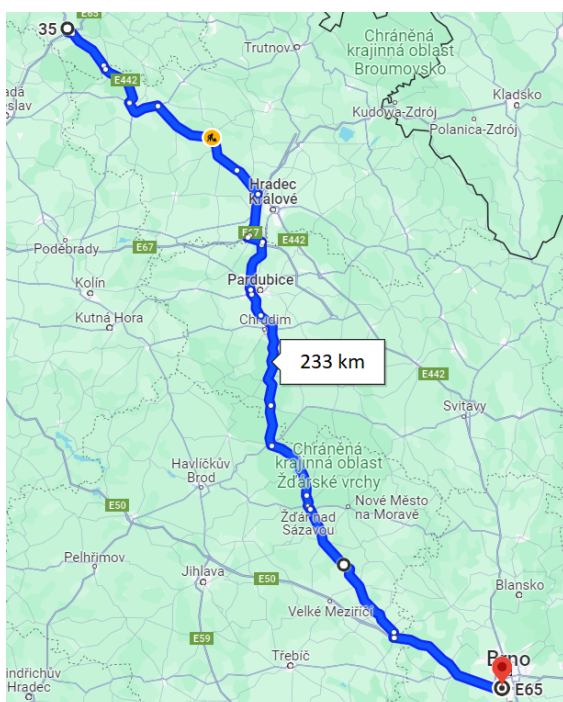 E65
35
Trutnov
Chráněná
krajinná oblast
Broumovsko
E442
Kladsko
Kudowa-Zdrój
Polanica-Zdrój
Hradec
Králové
E67
E442
Poděbrady
E67
Kolín
Pardubice
Kutná Hora
Chrudim
233 km
E442
Svitavy
Chráněná
krajinná oblast
Žďárské vrchy
Havlíčkův
Brod
Nové Město
na Moravě
E50
Žďár nad
Sázavou
Pelhřimov
Jihlava
E50
Blansko
Velké Meziříčí
E59
Třebíč
Brno
E65
indřichův
Hradec